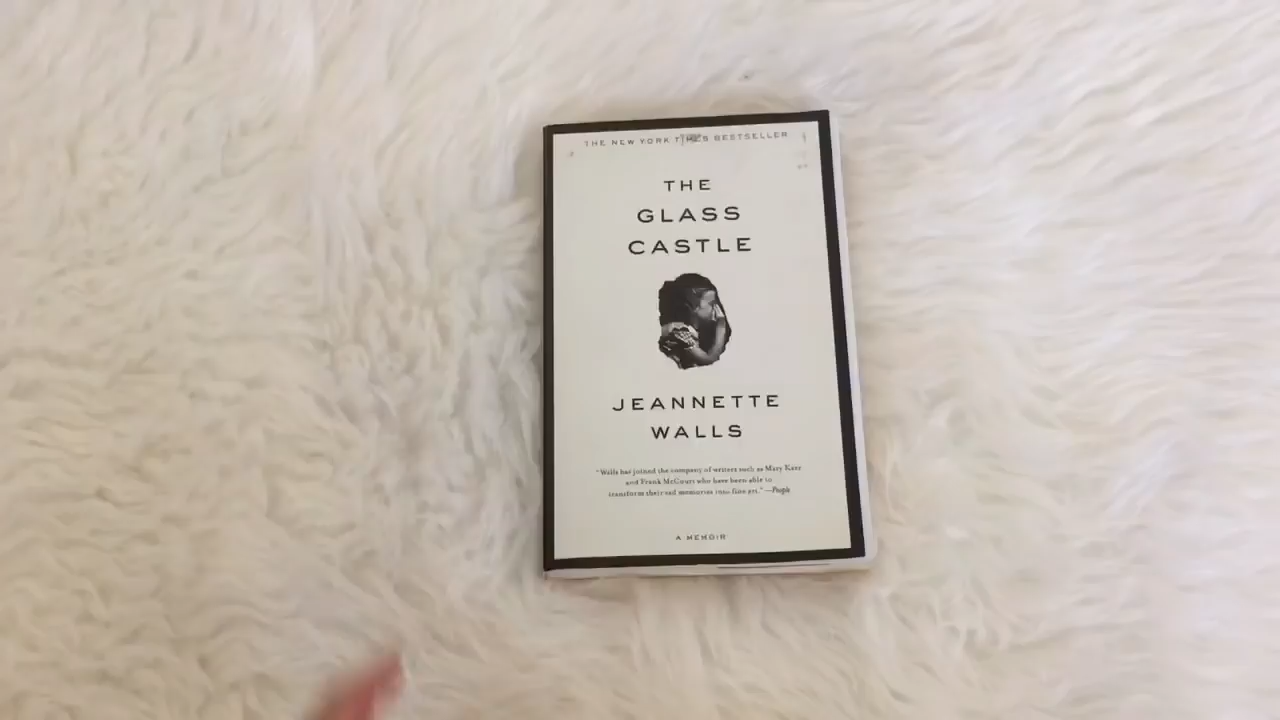 THE NEW YORK TIMES BESTSELLER
THE
GLASS
CASTLE
JEANNETTE
WALLS
"Walls has joined the company of writers such as Mary Karr
and Frank McCourt who have been able to
transform their sad memories into fine art." —People
A MEMOIR